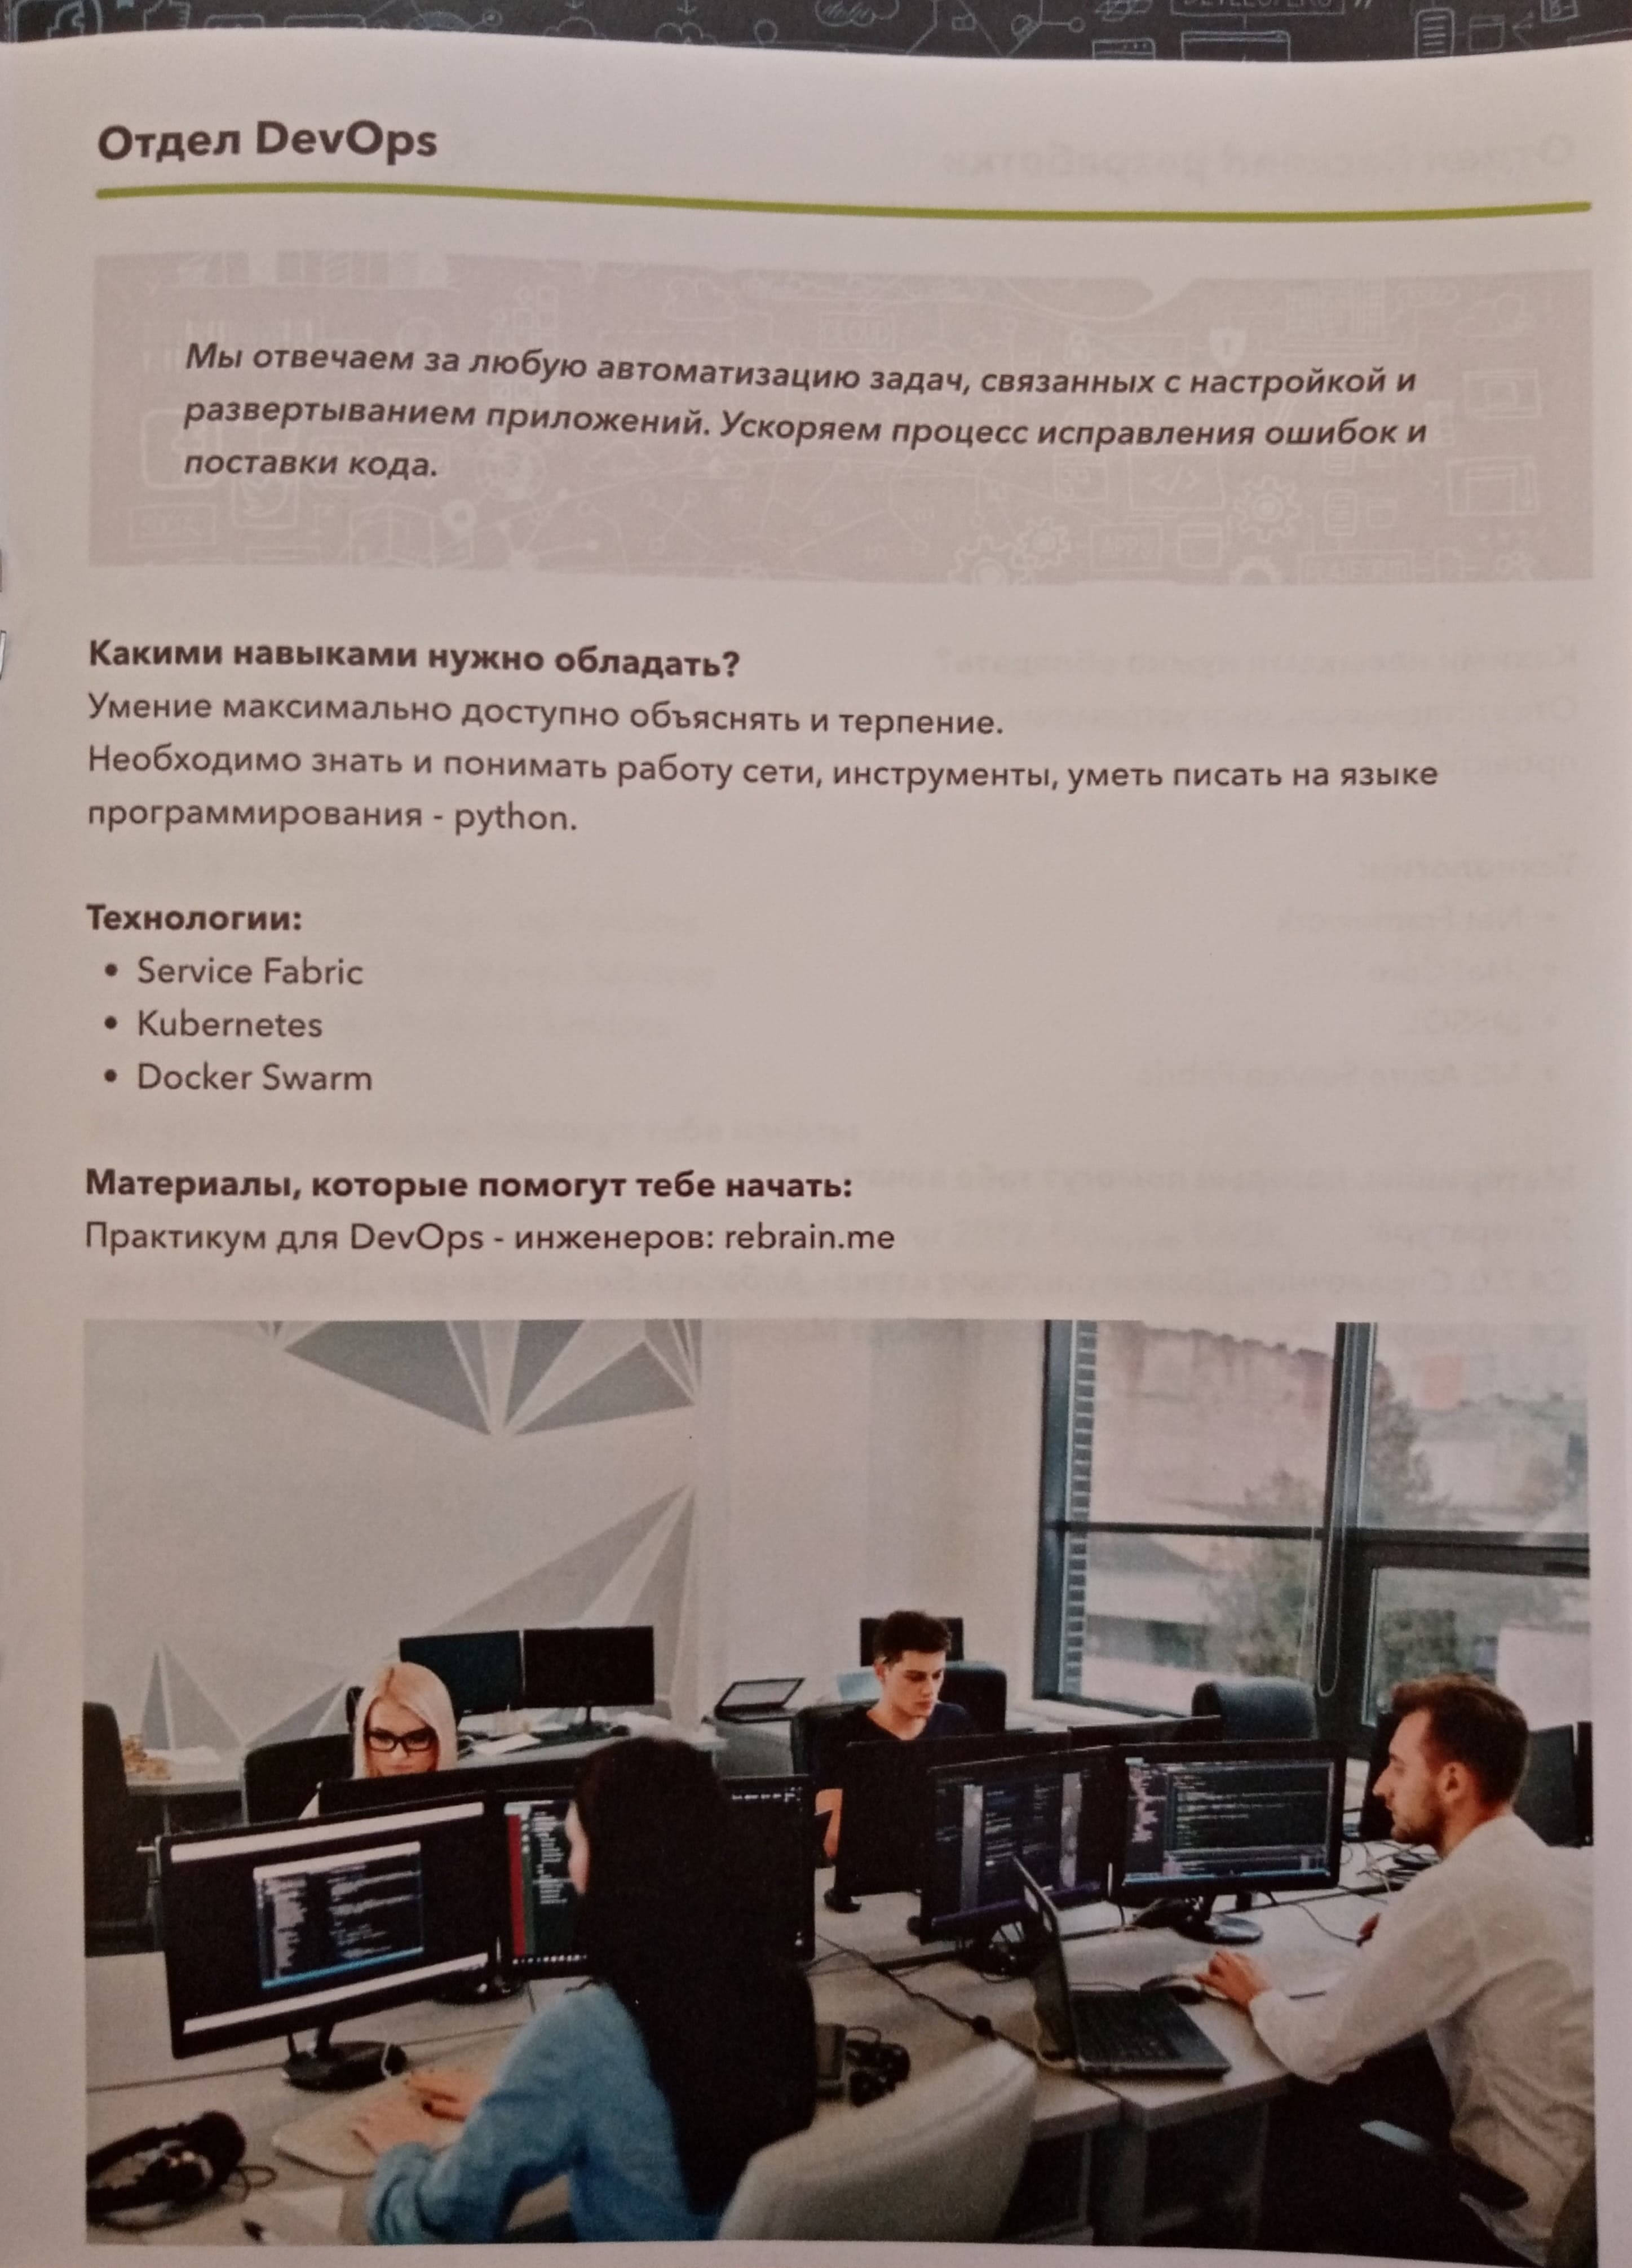 Отдел DevOps
Мы отвечаем за любую автоматизацию задач, связанных с настройкой и
развертыванием приложений. Ускоряем процесс исправления ошибок и
поставки кода.
Какими навыками нужно обладать?
Умение максимально доступно объяснять и терпение.
Необходимо знать и понимать работу сети, инструменты, уметь писать на языке
программирования - python.
Технологии:
• Service Fabric
• Kubernetes
• Docker Swarm
Материалы, которые помогут тебе начать:
Практикум для DevOps - инженеров: rebrain.me